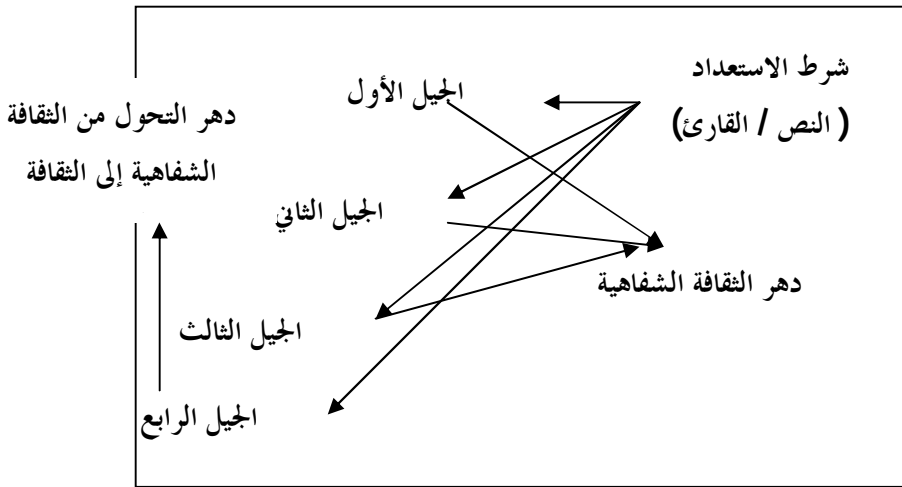 شرط الاستعداد
( النص / القارئ)
الجيل الأول
دهر التحول من الثقافة
الشفاهية إلى الثقافة
الجيل الثاني
دهر الثقافة الشفاهية
الجيل الثالث
الجيل الرابع